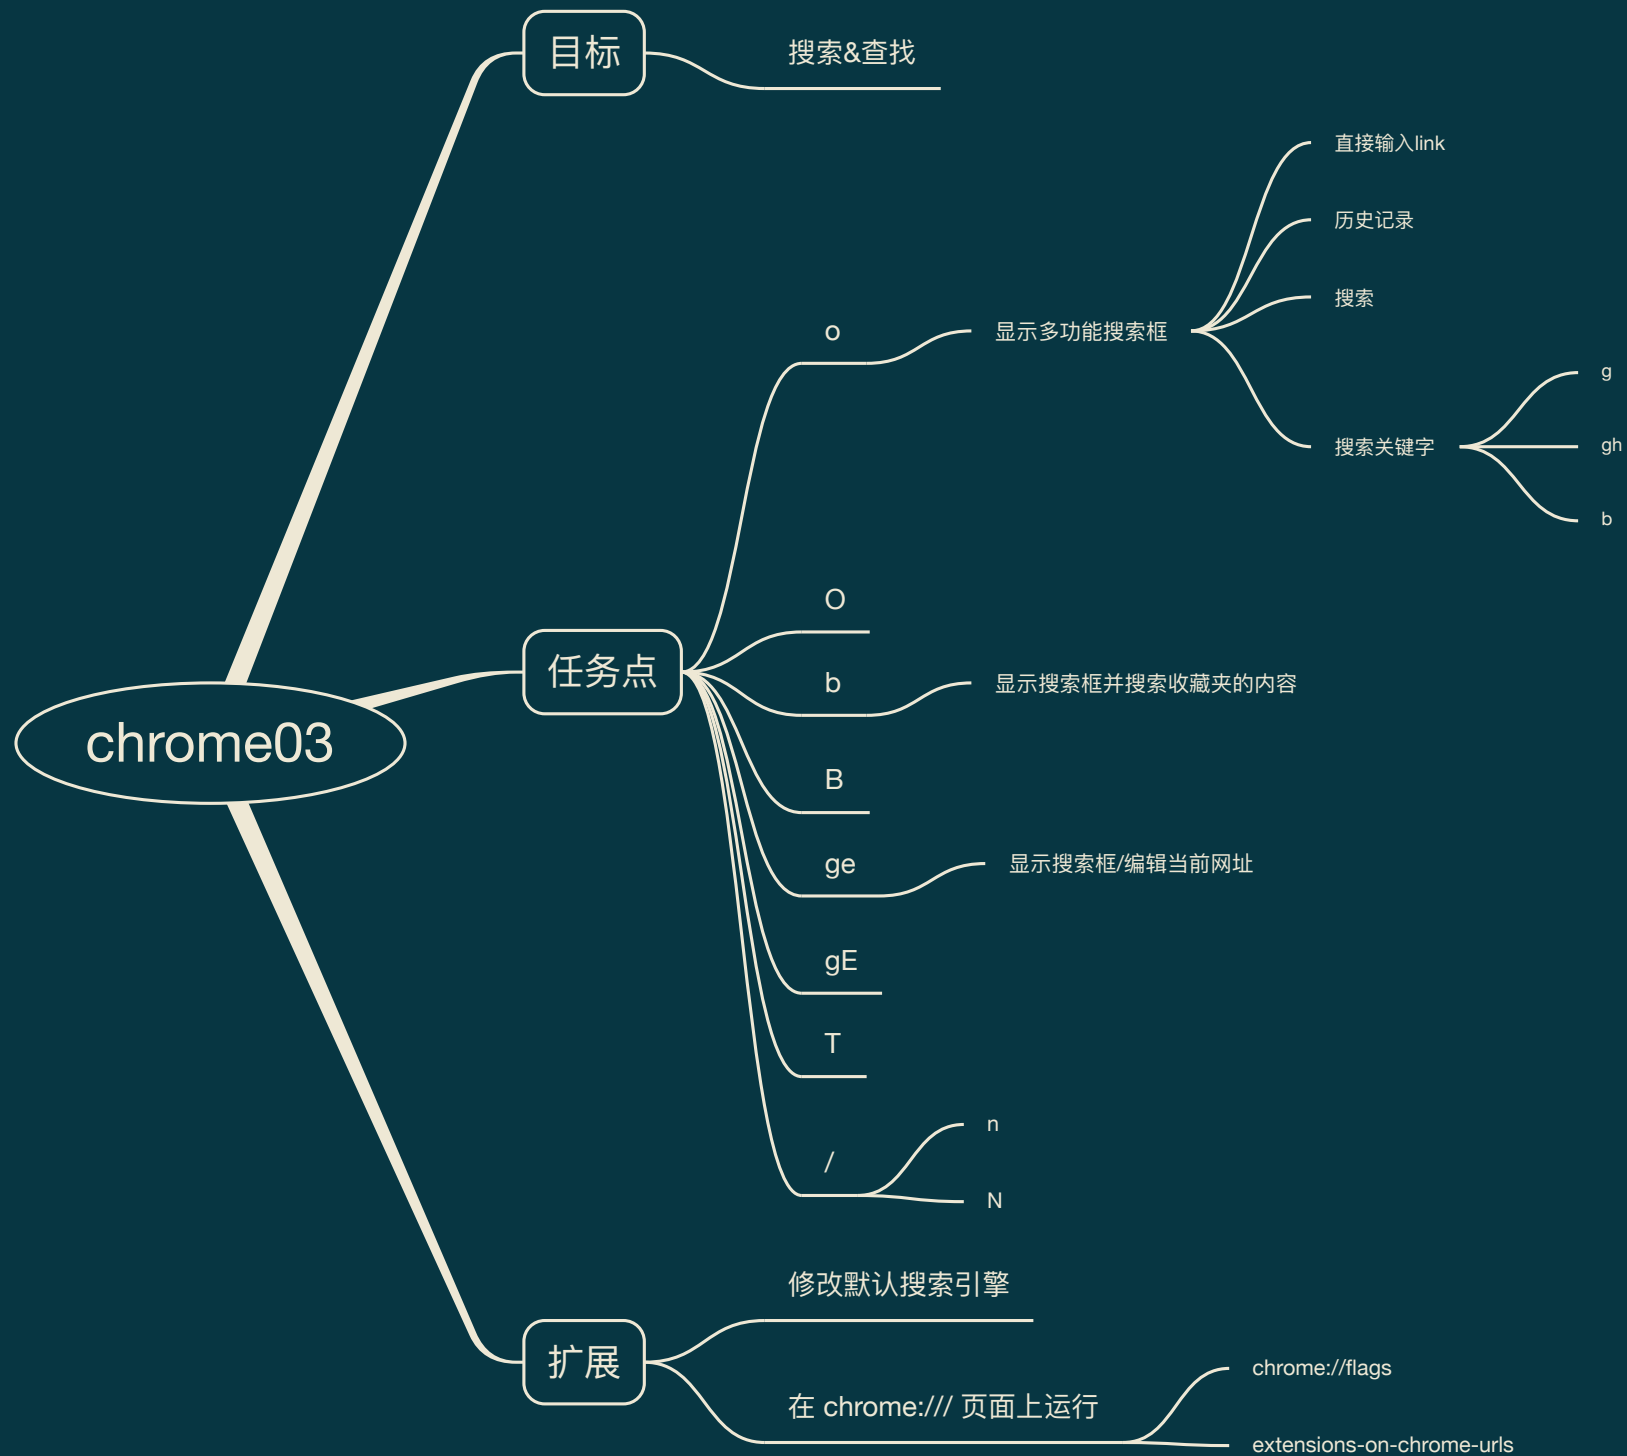 目标
搜索&查找
直接输入link
历史记录
搜索
o
显示多功能搜索框
g
搜索关键字
gh
b
O
任务点
b
显示搜索框并搜索收藏夹的内容
chrome03
B
ge
显示搜索框/编辑当前网址
gE
T
n
/
N
修改默认搜索引擎
扩展
chrome://flags
在 chrome:/// 页面上运行
extensions-on-chrome-urls